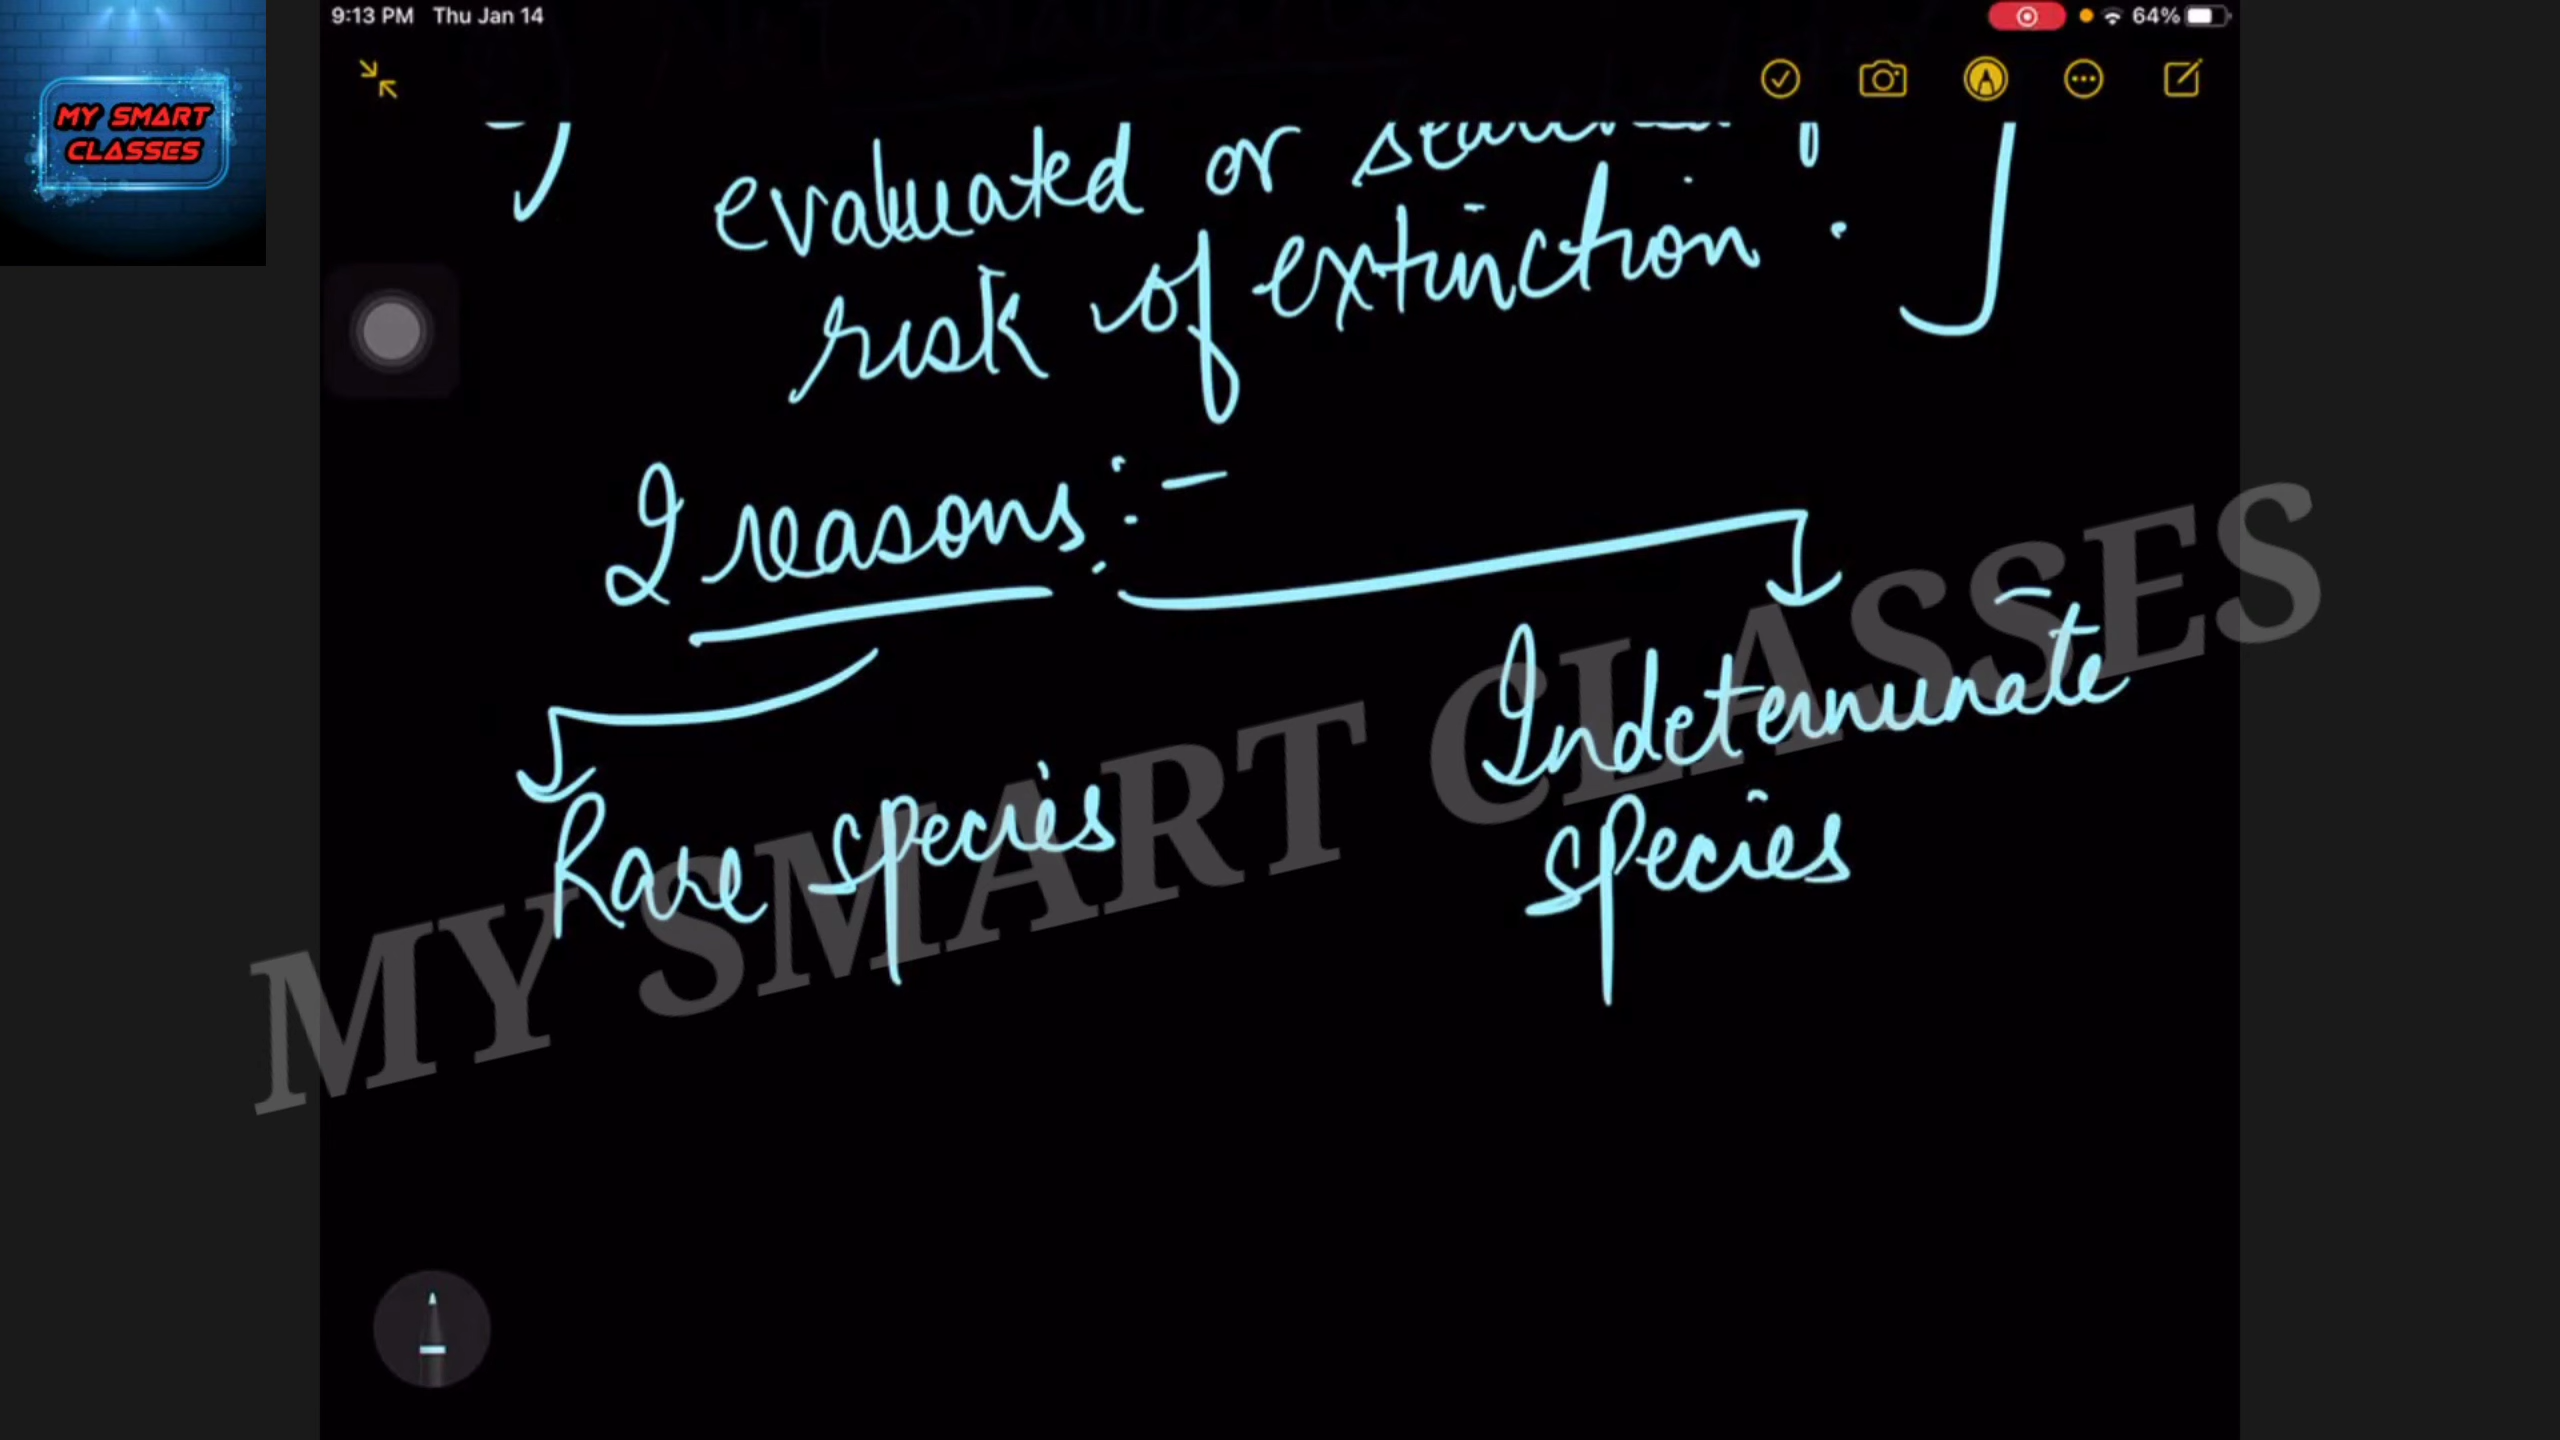 9:13 PM Thu Jan 14
64%
MY SMART
CLASSES
evaluated or
risk of extinction.
2 reasons:-
Indeterminate
species
Rare species
MY SMART CLASSES